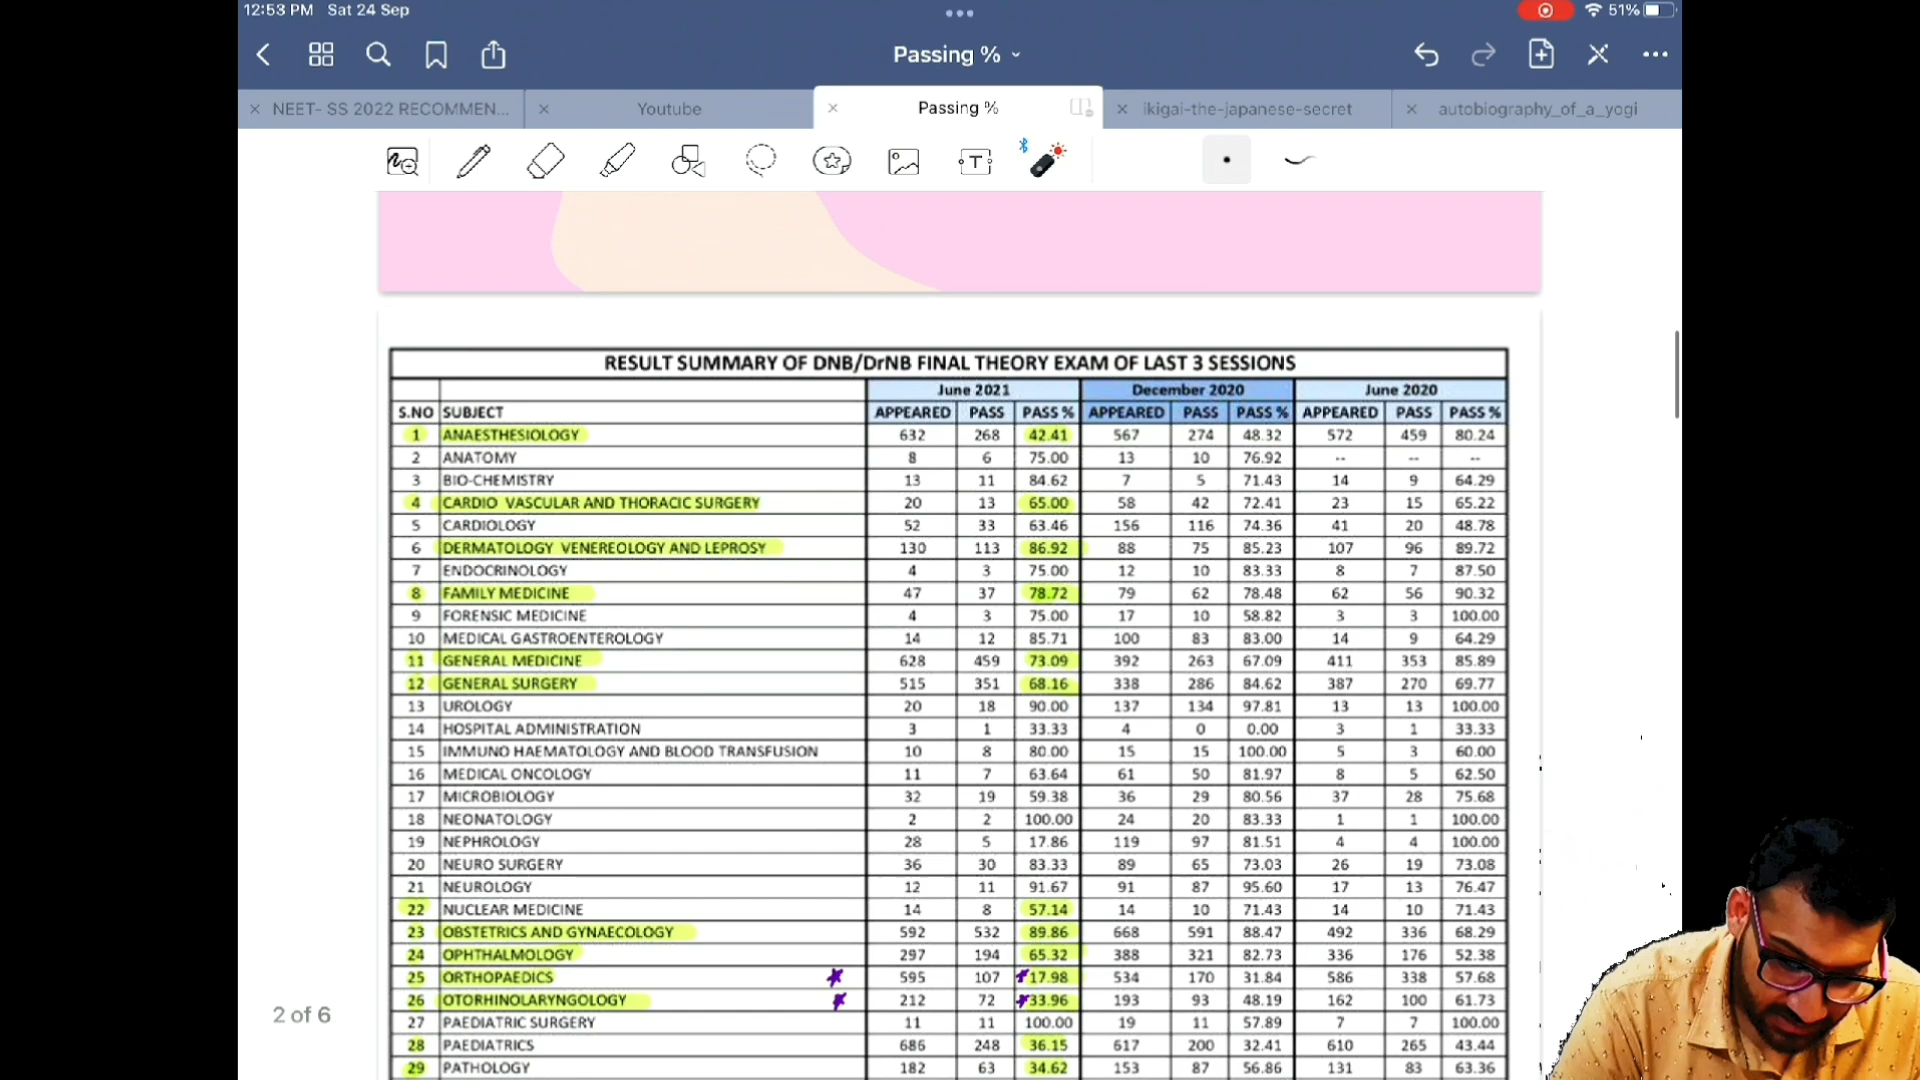 12:53 PM Sat 24 Sep
51%
Passing %
NEET- SS 2022 RECOMMEN...
Youtube
Passing %
ikigai-the-japanese-secret
autobiography_of_a_yogi
T
RESULT SUMMARY OF DNB/DrNB FINAL THEORY EXAM OF LAST 3 SESSIONS
June 2021 December 2020 June 2020
S.NO SUBJECT APPEARED PASS PASS % APPEARED PASS PASS % APPEARED PASS PASS %
1 ANAESTHESIOLOGY 632 268 42.41 567 274 48.32 572 459 80.24
2 ANATOMY 8 6 75.00 13 10 76.92 -- -- --
3 BIO-CHEMISTRY 13 11 84.62 7 5 71.43 14 9 64.29
4 CARDIO VASCULAR AND THORACIC SURGERY 20 13 65.00 58 42 72.41 23 15 65.22
5 CARDIOLOGY 52 33 63.46 156 116 74.36 41 20 48.78
6 DERMATOLOGY VENEREOLOGY AND LEPROSY 130 113 86.92 88 75 85.23 107 96 89.72
7 ENDOCRINOLOGY 4 3 75.00 12 10 83.33 8 7 87.50
8 FAMILY MEDICINE 47 37 78.72 79 62 78.48 62 56 90.32
9 FORENSIC MEDICINE 4 3 75.00 17 10 58.82 3 3 100.00
10 MEDICAL GASTROENTEROLOGY 14 12 85.71 100 83 83.00 14 9 64.29
11 GENERAL MEDICINE 628 459 73.09 392 263 67.09 411 353 85.89
12 GENERAL SURGERY 515 351 68.16 338 286 84.62 387 270 69.77
13 UROLOGY 20 18 90.00 137 134 97.81 13 13 100.00
14 HOSPITAL ADMINISTRATION 3 1 33.33 4 0 0.00 3 1 33.33
15 IMMUNO HAEMATOLOGY AND BLOOD TRANSFUSION 10 8 80.00 15 15 100.00 5 3 60.00
16 MEDICAL ONCOLOGY 11 7 63.64 61 50 81.97 8 5 62.50
17 MICROBIOLOGY 32 19 59.38 36 29 80.56 37 28 75.68
18 NEONATOLOGY 2 2 100.00 24 20 83.33 1 1 100.00
19 NEPHROLOGY 28 5 17.86 119 97 81.51 4 4 100.00
20 NEURO SURGERY 36 30 83.33 89 65 73.03 26 19 73.08
21 NEUROLOGY 12 11 91.67 91 87 95.60 17 13 76.47
22 NUCLEAR MEDICINE 14 8 57.14 14 10 71.43 14 10 71.43
23 OBSTETRICS AND GYNAECOLOGY 592 532 89.86 668 591 88.47 492 336 68.29
24 OPHTHALMOLOGY 297 194 65.32 388 321 82.73 336 176 52.38
25 ORTHOPAEDICS 595 107 17.98 534 170 31.84 586 338 57.68
26 OTORHINOLARYNGOLOGY 212 72 33.96 193 93 48.19 162 100 61.73
27 PAEDIATRIC SURGERY 11 11 100.00 19 11 57.89 7 7 100.00
28 PAEDIATRICS 686 248 36.15 617 200 32.41 610 265 43.44
29 PATHOLOGY 182 63 34.62 153 87 56.86 131 83 63.36
2 of 6